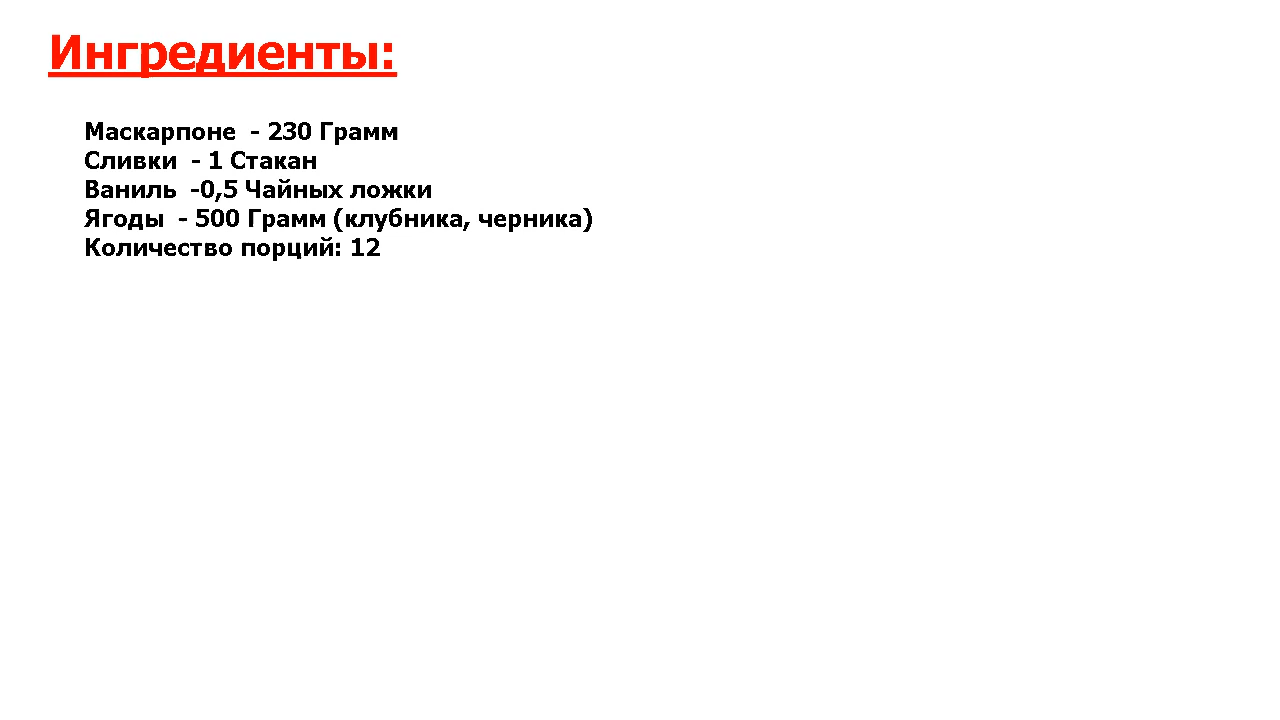 Ингредиенты:
Маскарпоне  - 230 Грамм
Сливки  - 1 Стакан
Ваниль  -0,5 Чайных ложки
Ягоды  - 500 Грамм (клубника, черника)
Количество порций: 12